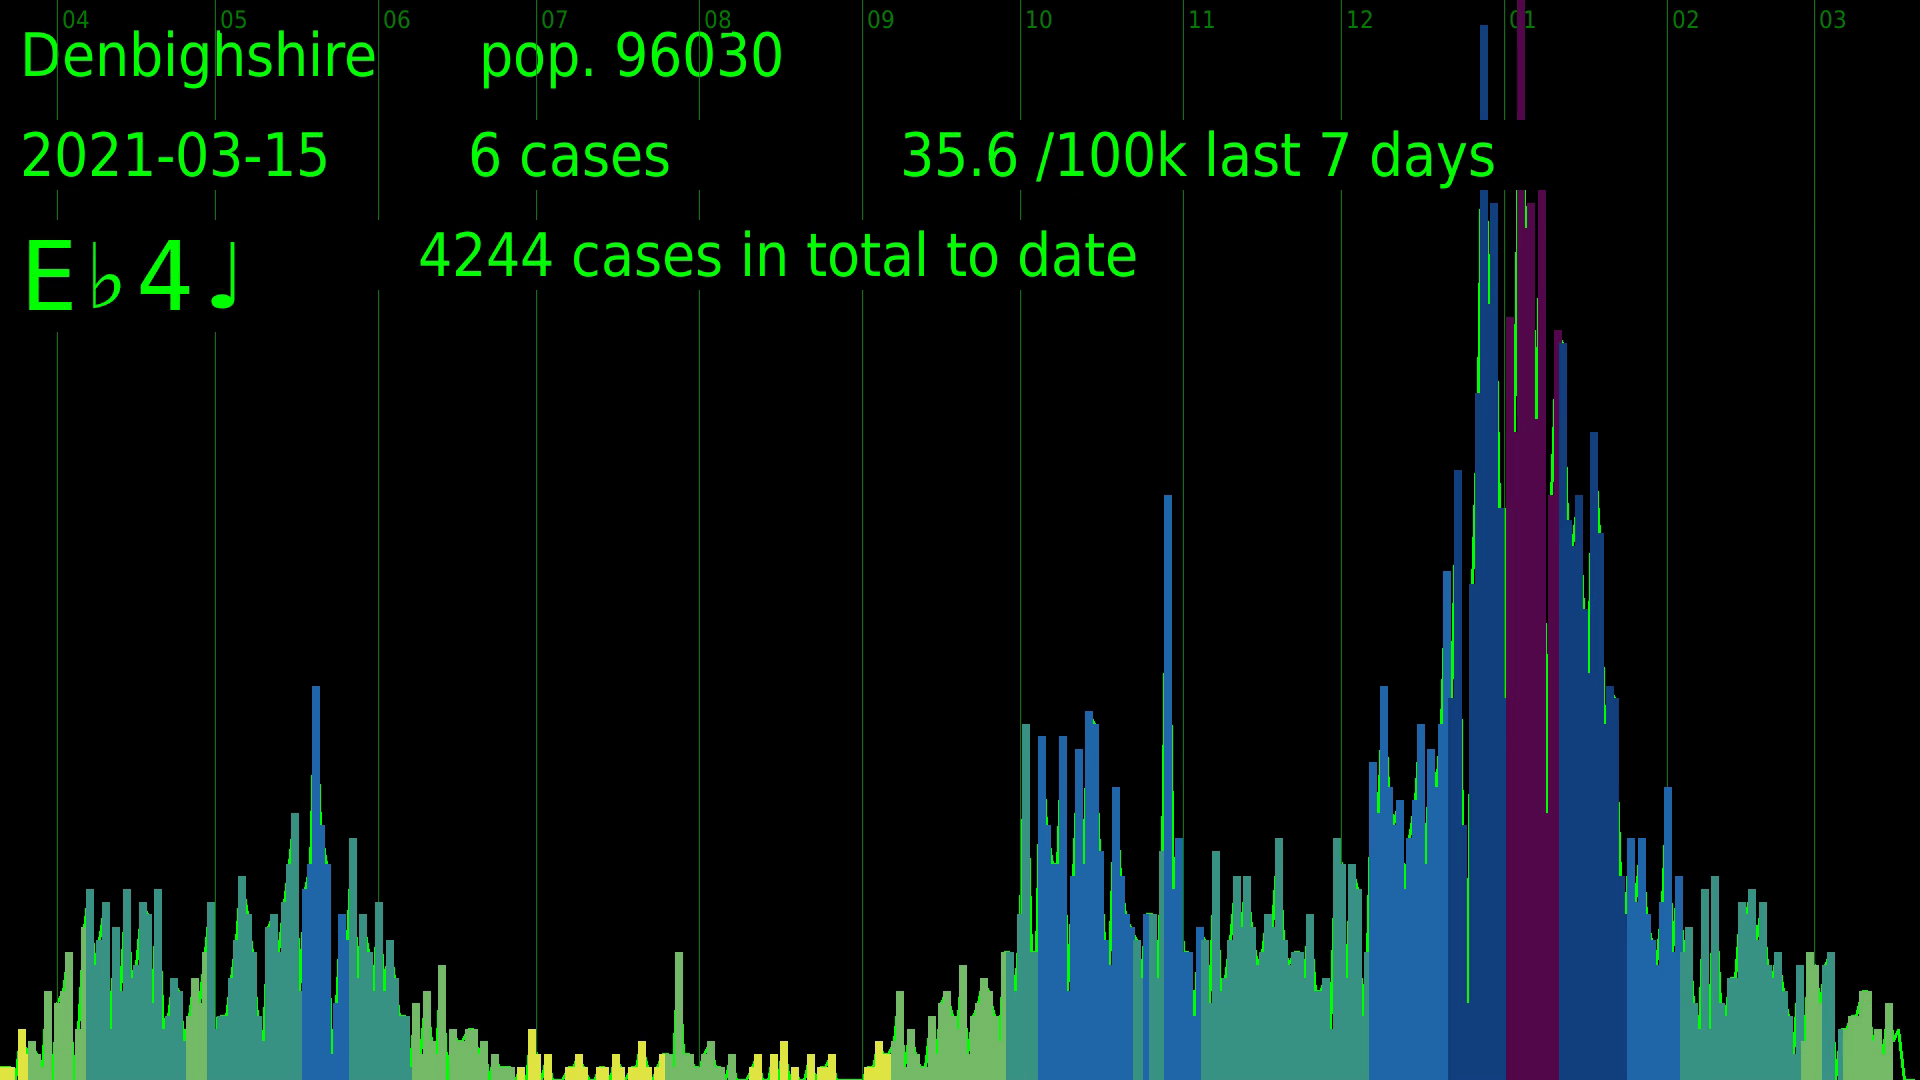 04 05 06 07 08 09 10 11 12 01 02 03
Denbighshire pop. 96030
2021-03-15 6 cases 35.6 /100k last 7 days
E♭4♩ 4244 cases in total to date